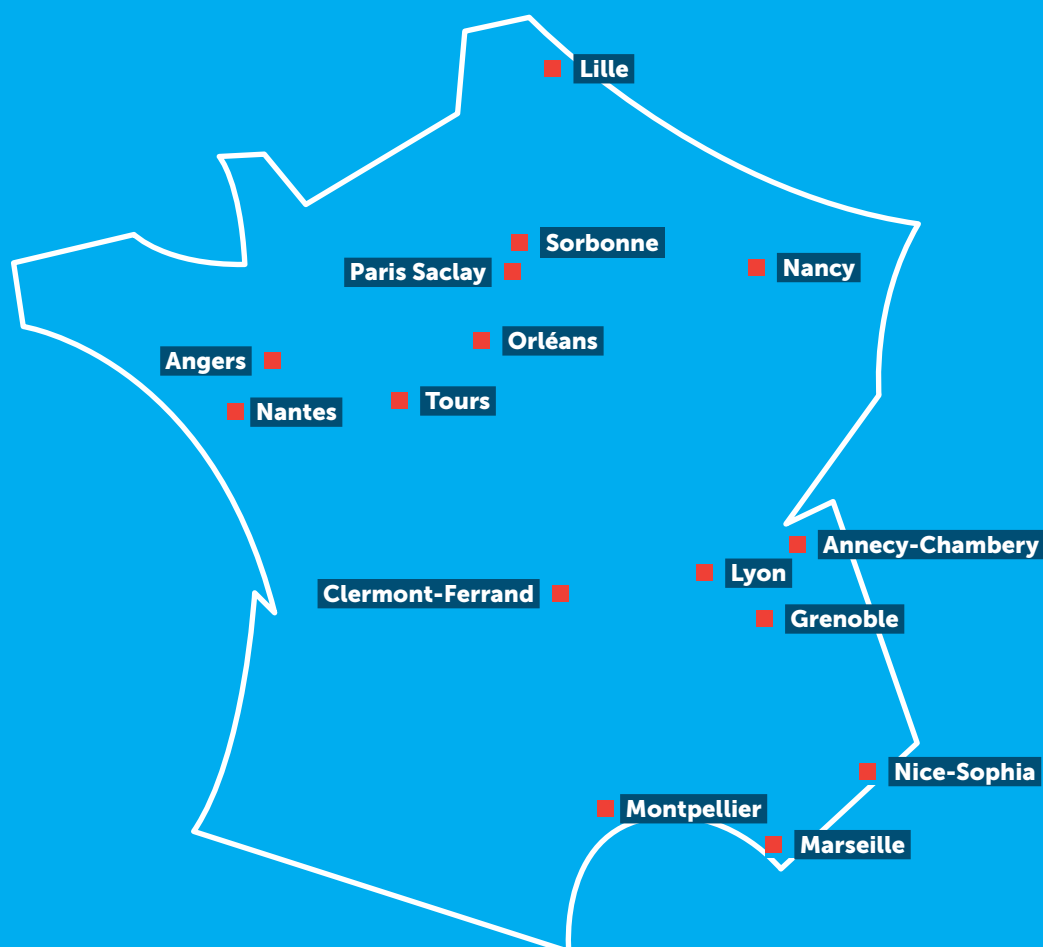 Lille
Sorbonne
Paris Saclay
Nancy
Orléans
Angers
Tours
Nantes
Annecy-Chambery
Lyon
Clermont-Ferrand
Grenoble
Nice-Sophia
Montpellier
Marseille